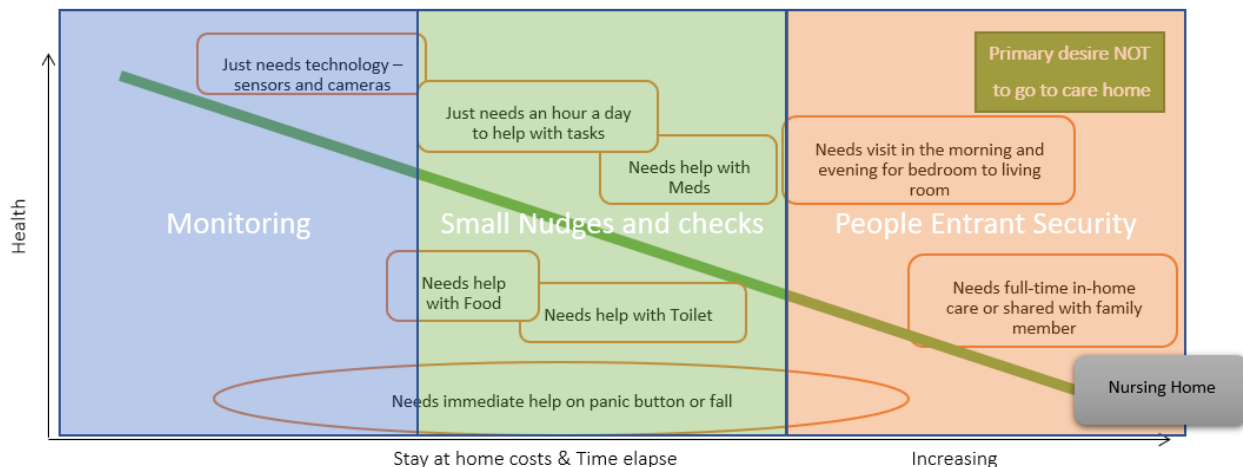 Just needs technology –
sensors and cameras
Primary desire NOT
to go to care home
Just needs an hour a day
to help with tasks
Needs help with
Meds
Needs visit in the morning and
evening for bedroom to living
room
Health
Monitoring
Small Nudges and checks
People Entrant Security
Needs help
with Food
Needs help with Toilet
Needs full-time in-home
care or shared with family
member
Needs immediate help on panic button or fall
Nursing Home
Stay at home costs & Time elapse
Increasing